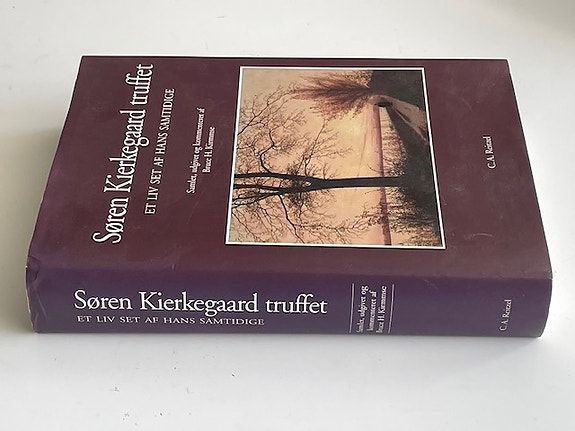 Søren Kierkegaard truffet
ET LIV SET AF HANS SAMTIDIGE
Samlet, udgivet og kommenteret af
Bruce H. Kirmmse
C.A. Reitzel
Søren Kierkegaard truffet
ET LIV SET AF HANS SAMTIDIGE
Samlet, udgivet og
kommenteret af
Bruce H. Kirmmse
C.A. Reitzel